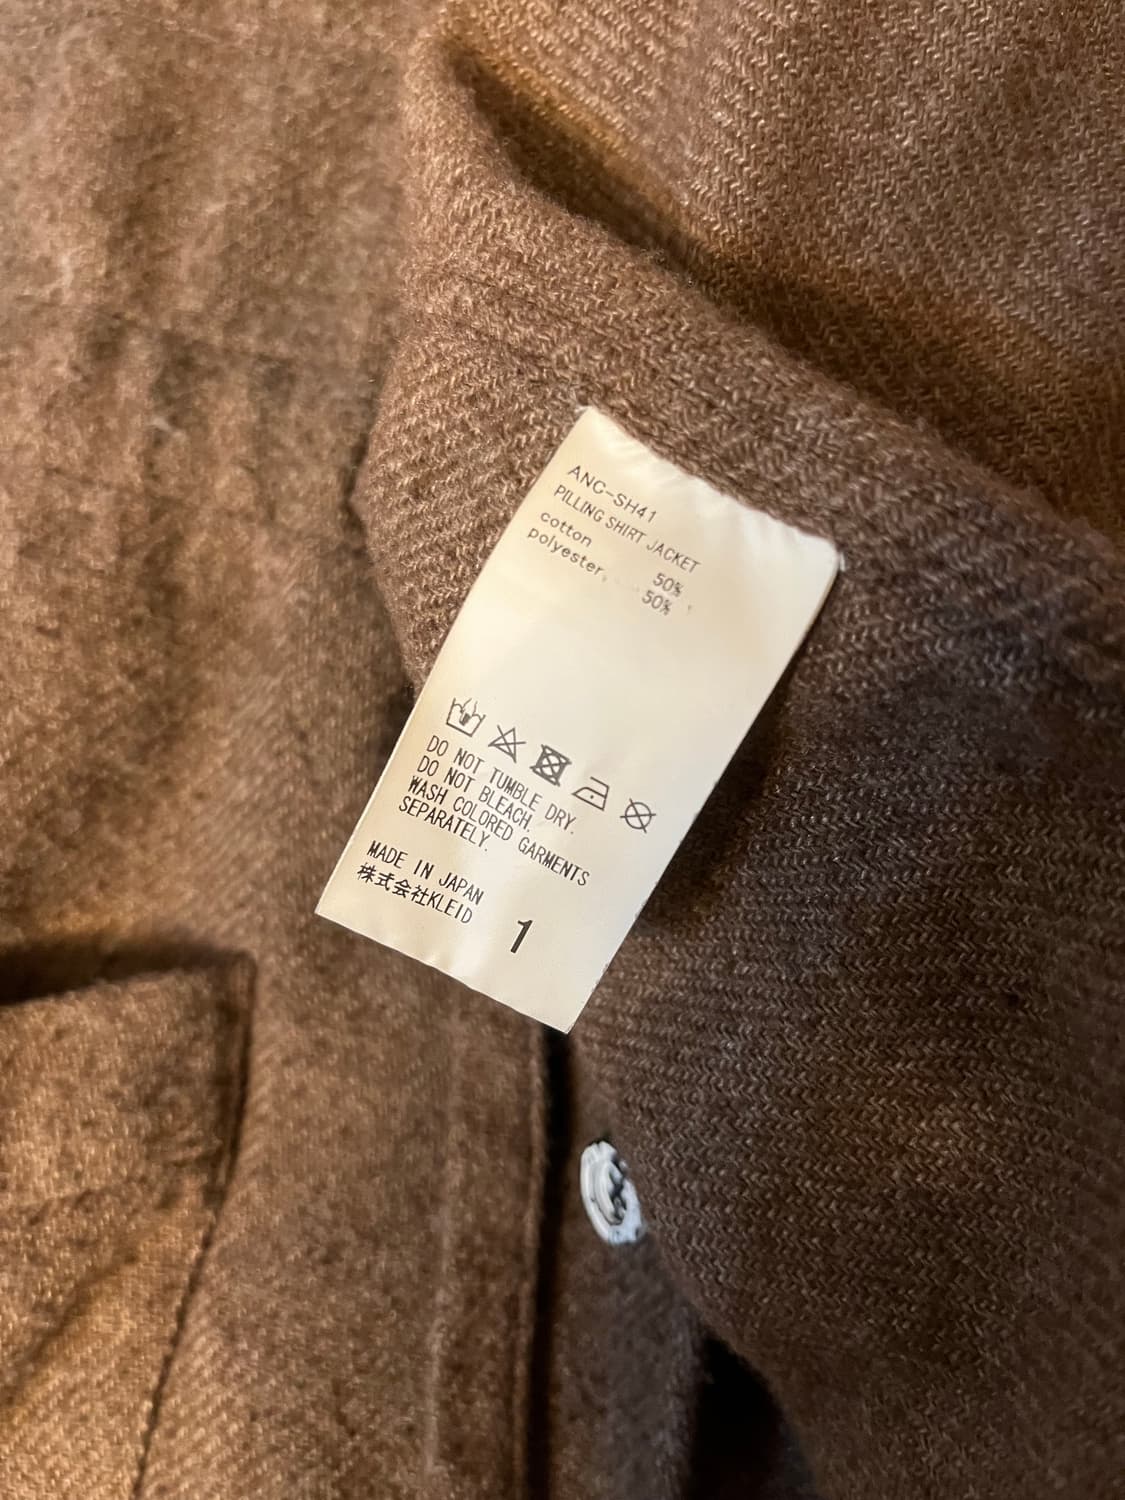 ANC-SH41
PILLING SHIRT JACKET
cotton 50%
polyester 50%
DO NOT TUMBLE DRY.
DO NOT BLEACH.
WASH COLORED GARMENTS
SEPARATELY.
MADE IN JAPAN
株式会社KLEID
1